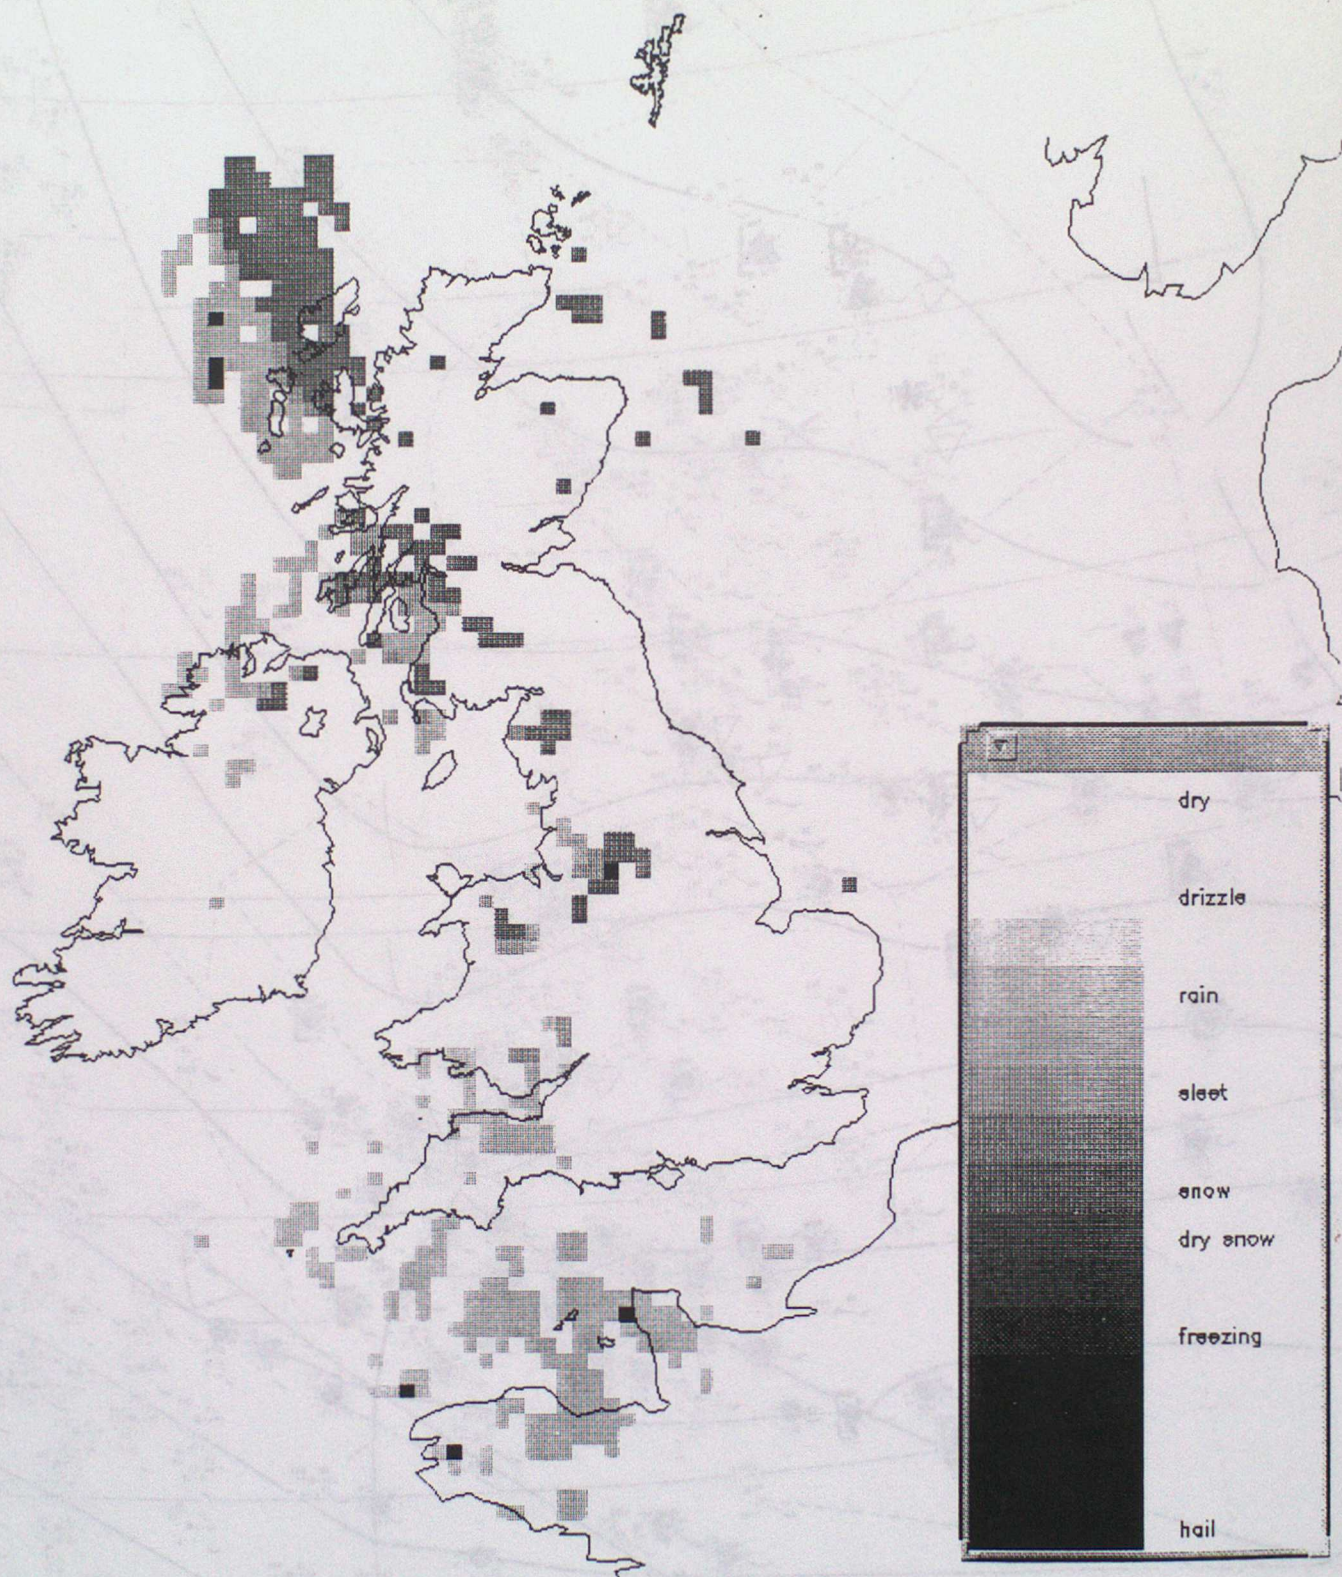 dry
drizzle
rain
sleet
snow
dry snow
freezing
hail